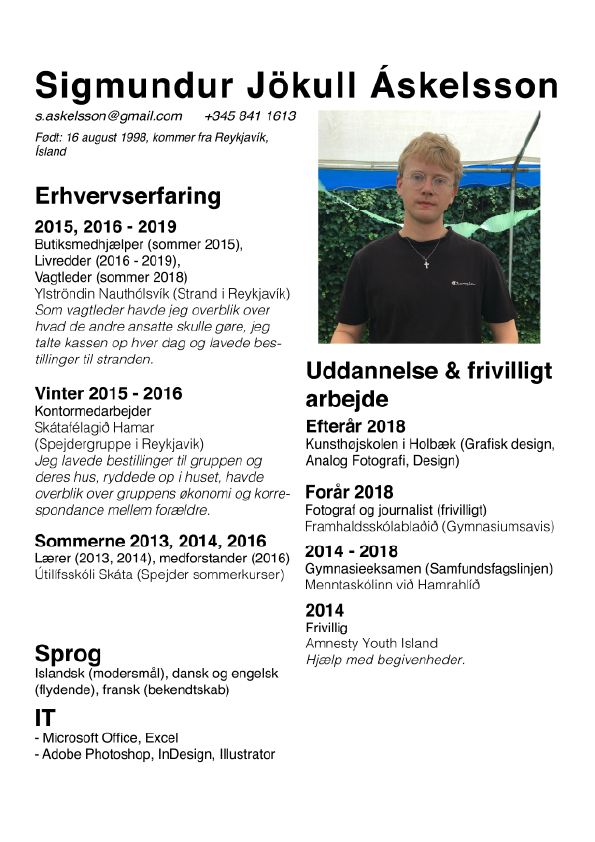 Sigmundur Jökull Áskelsson
s.askelsson@gmail.com +345 841 1613
Født: 16 august 1998, kommer fra Reykjavík,
Ísland
Erhvervserfaring
2015, 2016 - 2019
Butiksmedhjælper (sommer 2015),
Livredder (2016 - 2019),
Vagtleder (sommer 2018)
Ylströndin Nauthólsvík (Strand i Reykjavík)
Som vagtleder havde jeg overblik over
hvad de andre ansatte skulle gøre, jeg
talte kassen op hver dag og lavede bes-
tillinger til stranden.
Vinter 2015 - 2016
Kontormedarbejder
Skátafélagið Hamar
(Spejdergruppe i Reykjavik)
Jeg lavede bestillinger til gruppen og
deres hus, ryddede op i huset, havde
overblik over gruppens økonomi og korre-
spondance mellem forældre.
Sommerne 2013, 2014, 2016
Lærer (2013, 2014), medforstander (2016)
Útilífsskóli Skáta (Spejder sommerkurser)
Sprog
Islandsk (modersmål), dansk og engelsk
(flydende), fransk (bekendtskab)
IT
- Microsoft Office, Excel
- Adobe Photoshop, InDesign, Illustrator
Champion
Uddannelse & frivilligt
arbejde
Efterår 2018
Kunsthøjskolen i Holbæk (Grafisk design,
Analog Fotografi, Design)
Forår 2018
Fotograf og journalist (frivilligt)
Framhaldsskólablaðið (Gymnasiumsavis)
2014 - 2018
Gymnasieeksamen (Samfundsfagslinjen)
Menntaskólinn við Hamrahlíð
2014
Frivillig
Amnesty Youth Island
Hjælp med begivenheder.